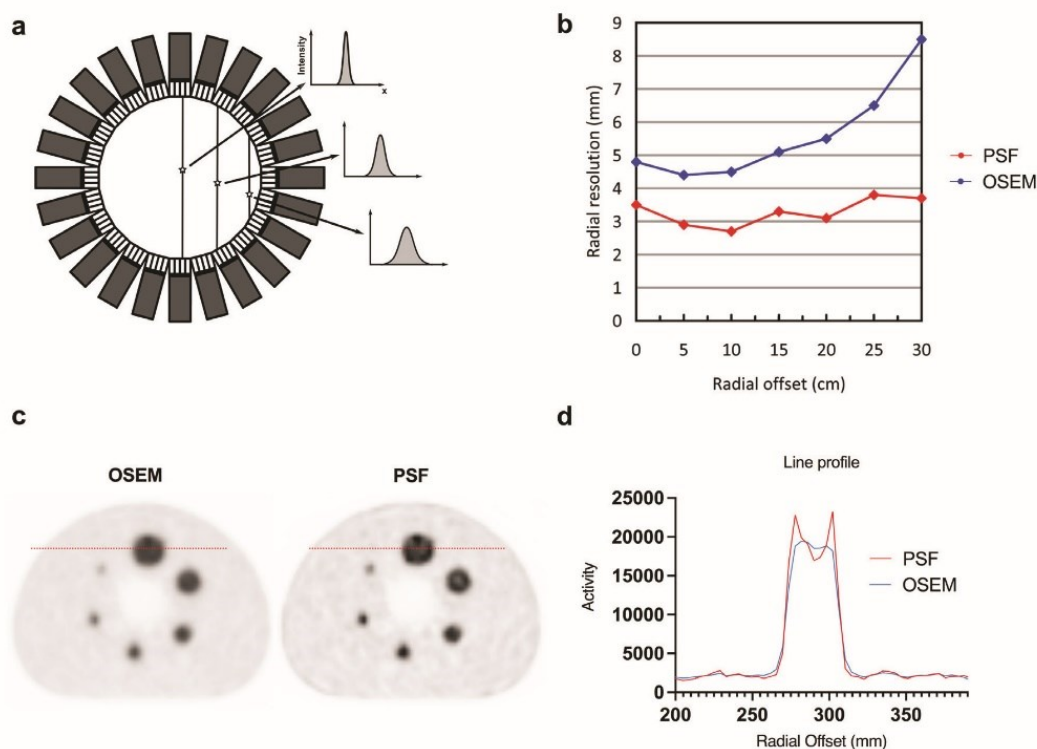 a
Intensity
x
b
9
8
7
6
5
4
3
2
1
0
Radial resolution (mm)
0 5 10 15 20 25 30
Radial offset (cm)
PSF
OSEM
c
OSEM PSF
d
Line profile
25000
20000
15000
10000
5000
0
Activity
200 250 300 350
Radial Offset (mm)
PSF
OSEM